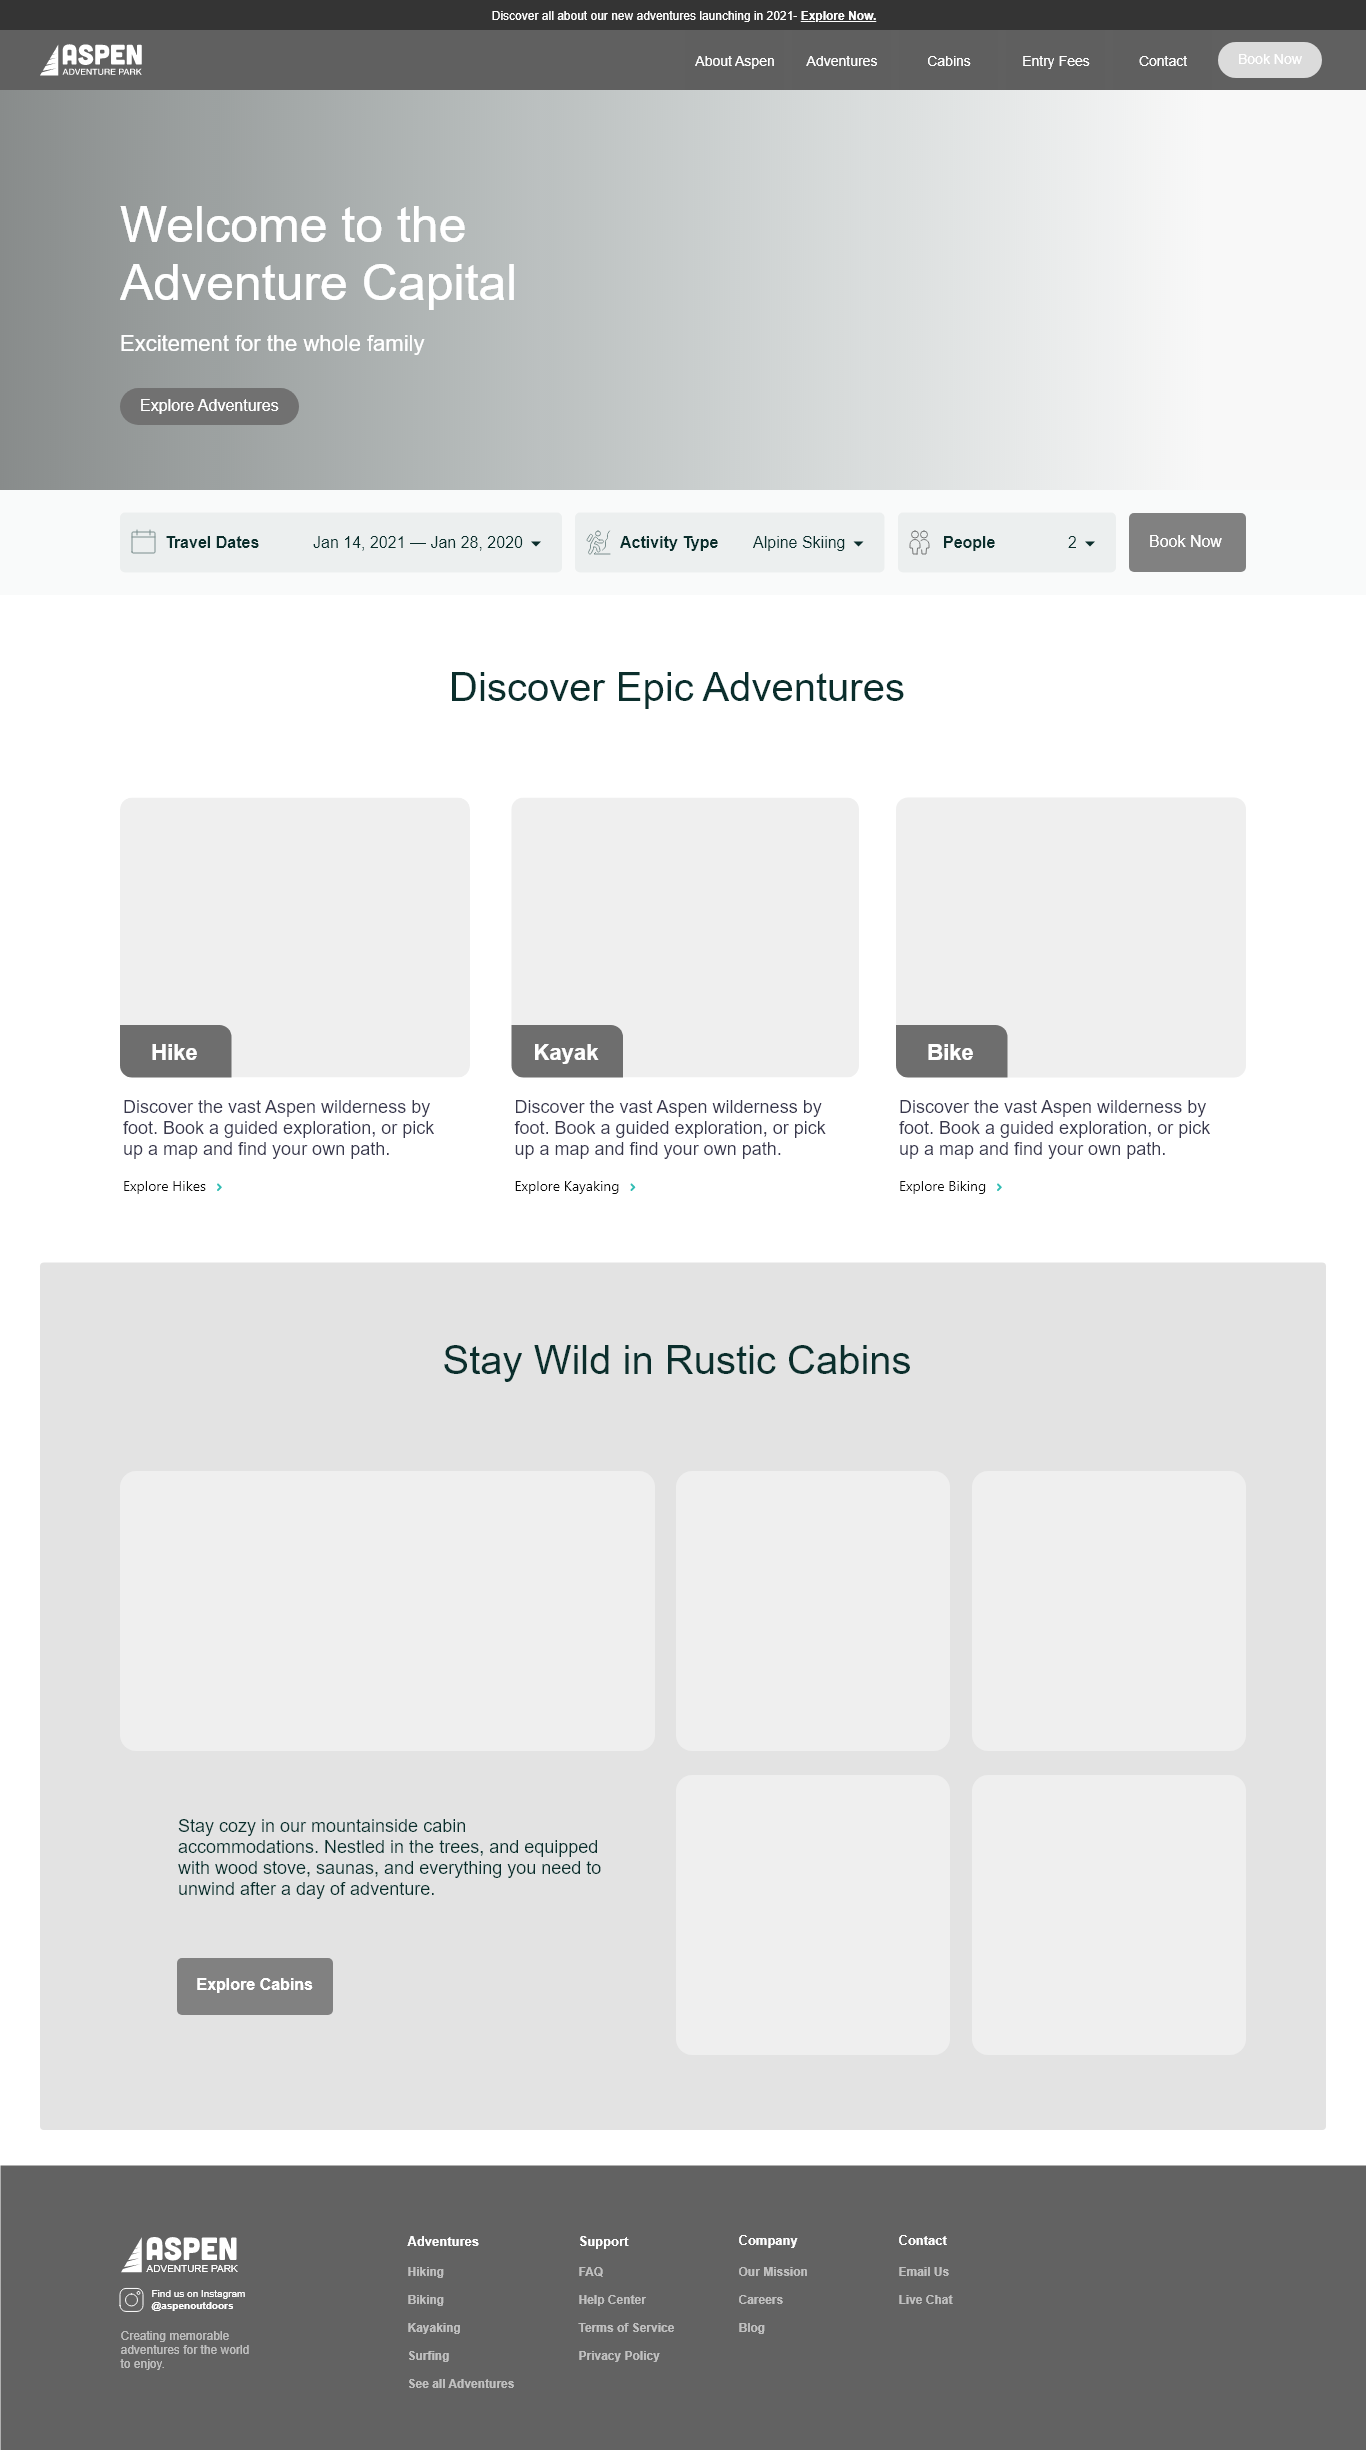 Discover all about our new adventures launching in 2021- Explore Now.
ASPEN
ADVENTURE PARK
About Aspen
Adventures
Cabins
Entry Fees
Contact
Book Now
Welcome to the
Adventure Capital
Excitement for the whole family
Explore Adventures
Travel Dates
Jan 14, 2021 — Jan 28, 2020
Activity Type
Alpine Skiing
People
2
Book Now
Discover Epic Adventures
Hike
Discover the vast Aspen wilderness by
foot. Book a guided exploration, or pick
up a map and find your own path.
Explore Hikes
Kayak
Discover the vast Aspen wilderness by
foot. Book a guided exploration, or pick
up a map and find your own path.
Explore Kayaking
Bike
Discover the vast Aspen wilderness by
foot. Book a guided exploration, or pick
up a map and find your own path.
Explore Biking
Stay Wild in Rustic Cabins
Stay cozy in our mountainside cabin
accommodations. Nestled in the trees, and equipped
with wood stove, saunas, and everything you need to
unwind after a day of adventure.
Explore Cabins
ASPEN
ADVENTURE PARK
Find us on Instagram
@aspenoutdoors
Creating memorable
adventures for the world
to enjoy.
Adventures
Hiking
Biking
Kayaking
Surfing
See all Adventures
Support
FAQ
Help Center
Terms of Service
Privacy Policy
Company
Our Mission
Careers
Blog
Contact
Email Us
Live Chat